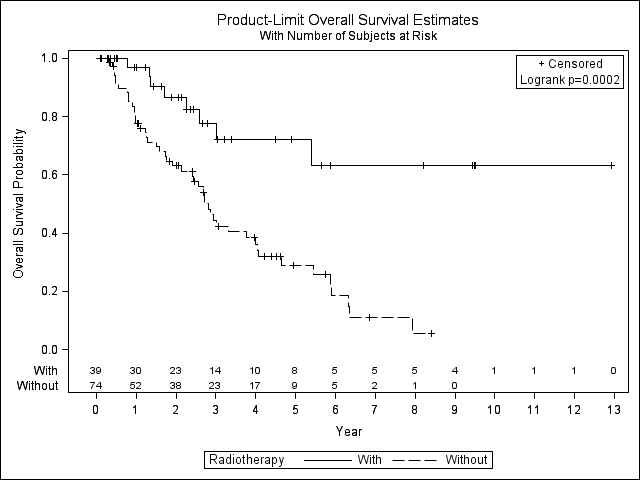 Product-Limit Overall Survival Estimates
With Number of Subjects at Risk
+ Censored
Logrank p=0.0002
Overall Survival Probability
1.0
0.8
0.6
0.4
0.2
0.0
With 39 30 23 14 10 8 5 5 5 4 1 1 1 0
Without 74 52 38 23 17 9 5 2 1 0
0 1 2 3 4 5 6 7 8 9 10 11 12 13
Year
Radiotherapy With Without